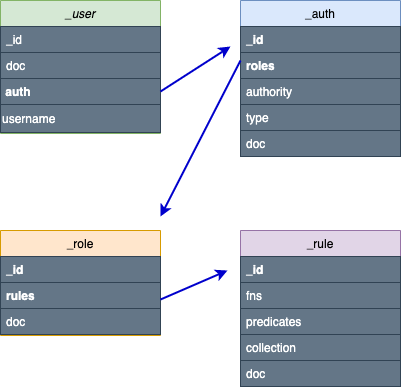 _user
_id
doc
auth
username
_auth
_id
roles
authority
type
doc
_role
_id
rules
doc
_rule
_id
fns
predicates
collection
doc